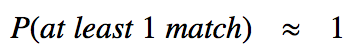 P(at least 1 match) ≈ 1